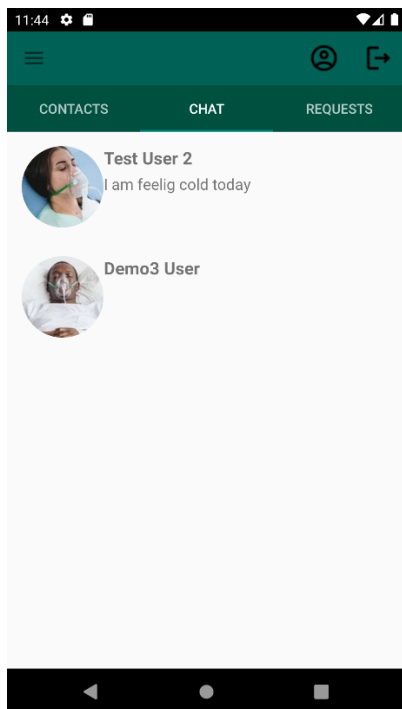 11:44
CONTACTS CHAT REQUESTS
Test User 2
I am feelig cold today
Demo3 User